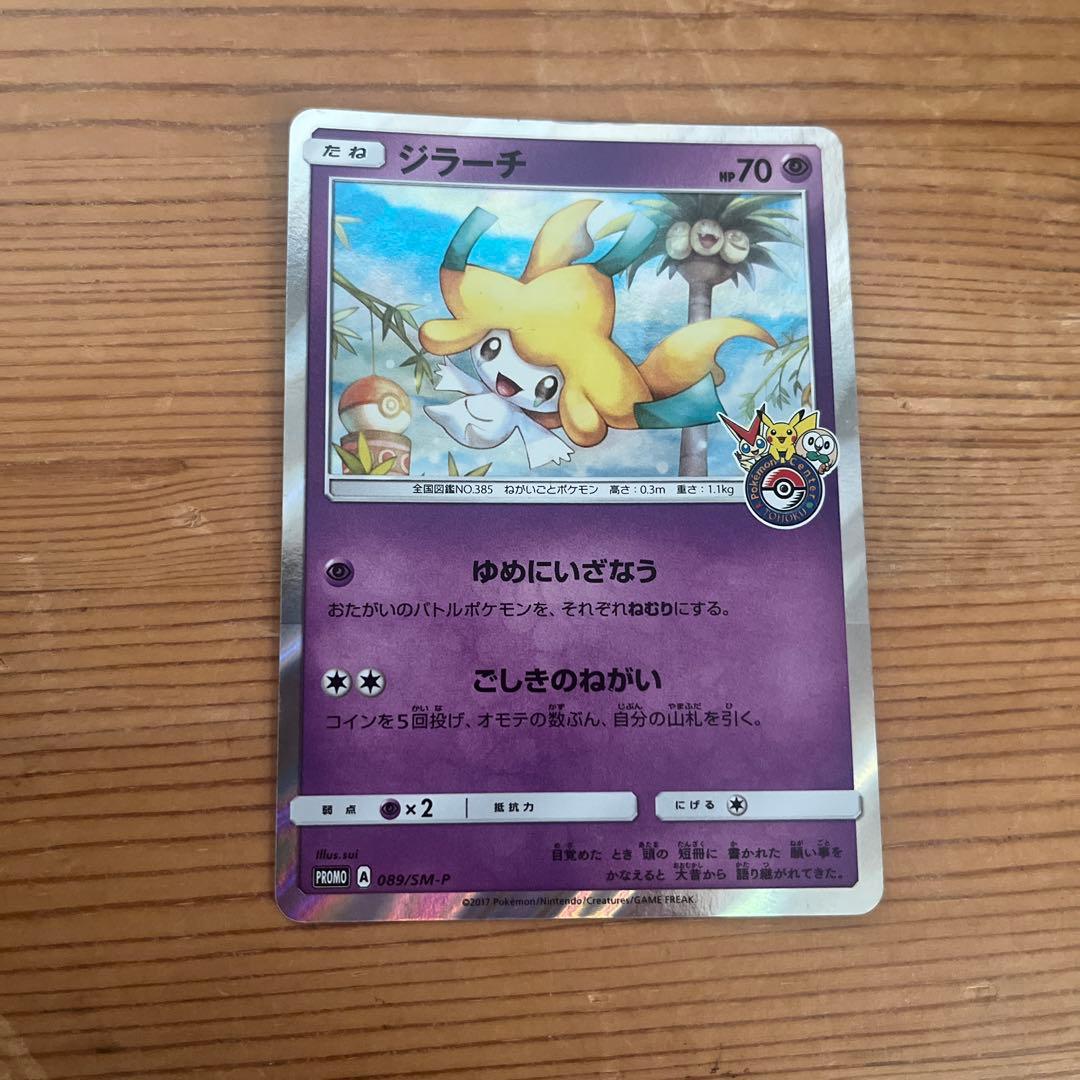 たね ジラーチ HP70
Pokémon Center
TOHOKU
全国図鑑NO.385 ねがいごとポケモン 高さ:0.3m 重さ:1.1kg
ゆめにいざなう
おたがいのバトルポケモンを、それぞれねむりにする。
ごしきのねがい
コインを5回投げ、オモテの数ぶん、自分の山札を引く。
弱点 ×2 抵抗力 にげる
Illus.sui
目覚めた とき 頭の 短冊に 書かれた 願い事を
かなえると 大昔から 語り継がれてきた。
PROMO A 089/SM-P
©2017 Pokémon/Nintendo/Creatures/GAME FREAK.